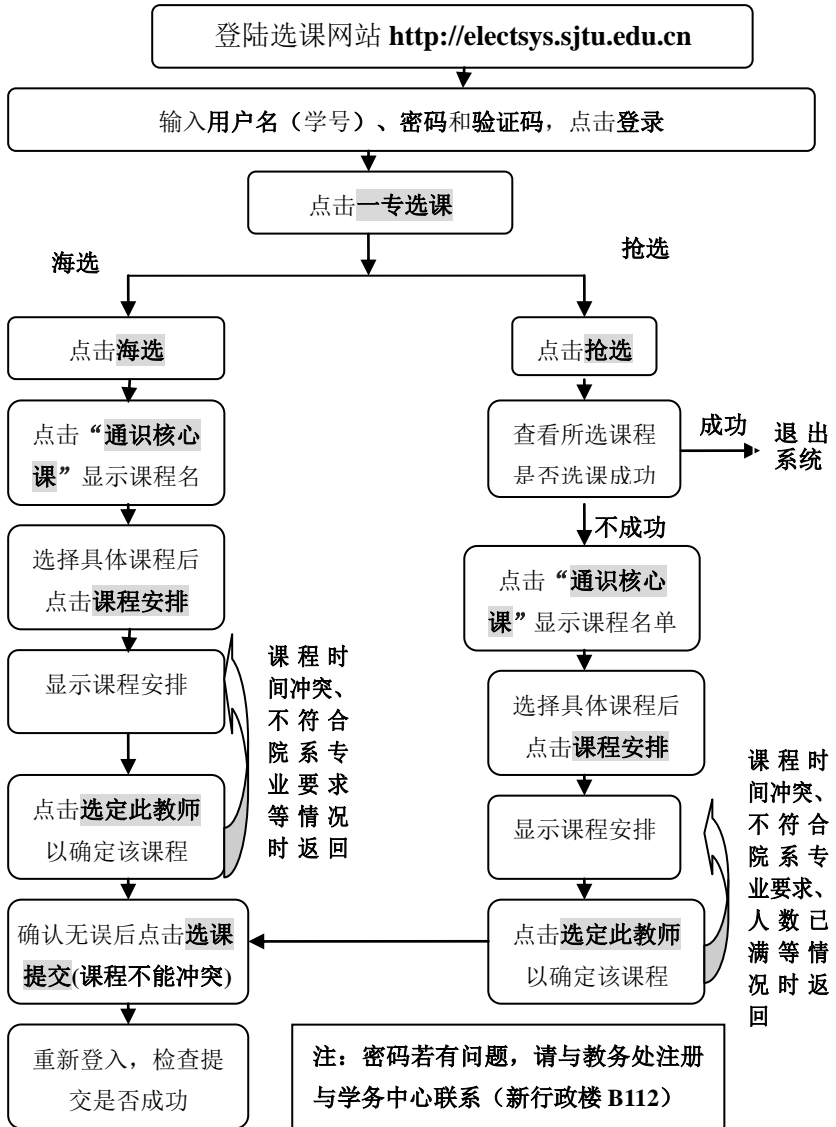 登陆选课网站 http://electsys.sjtu.edu.cn
输入用户名（学号）、密码和验证码，点击登录
点击一专选课
海选
抢选
点击海选
点击“通识核心
课”显示课程名
选择具体课程后
点击课程安排
显示课程安排
课程时
间冲突、
不符合
院系专
业要求
等情况
时返回
点击选定此教师
以确定该课程
确认无误后点击选课
提交(课程不能冲突)
重新登入，检查提
交是否成功
点击抢选
查看所选课程
是否选课成功
成功
退出
系统
不成功
点击“通识核心
课”显示课程名单
选择具体课程后
点击课程安排
显示课程安排
课程时
间冲突、
不符合
院系专
业要求、
人数已
满等情
况时返
回
点击选定此教师
以确定该课程
注：密码若有问题，请与教务处注册
与学务中心联系（新行政楼 B112）